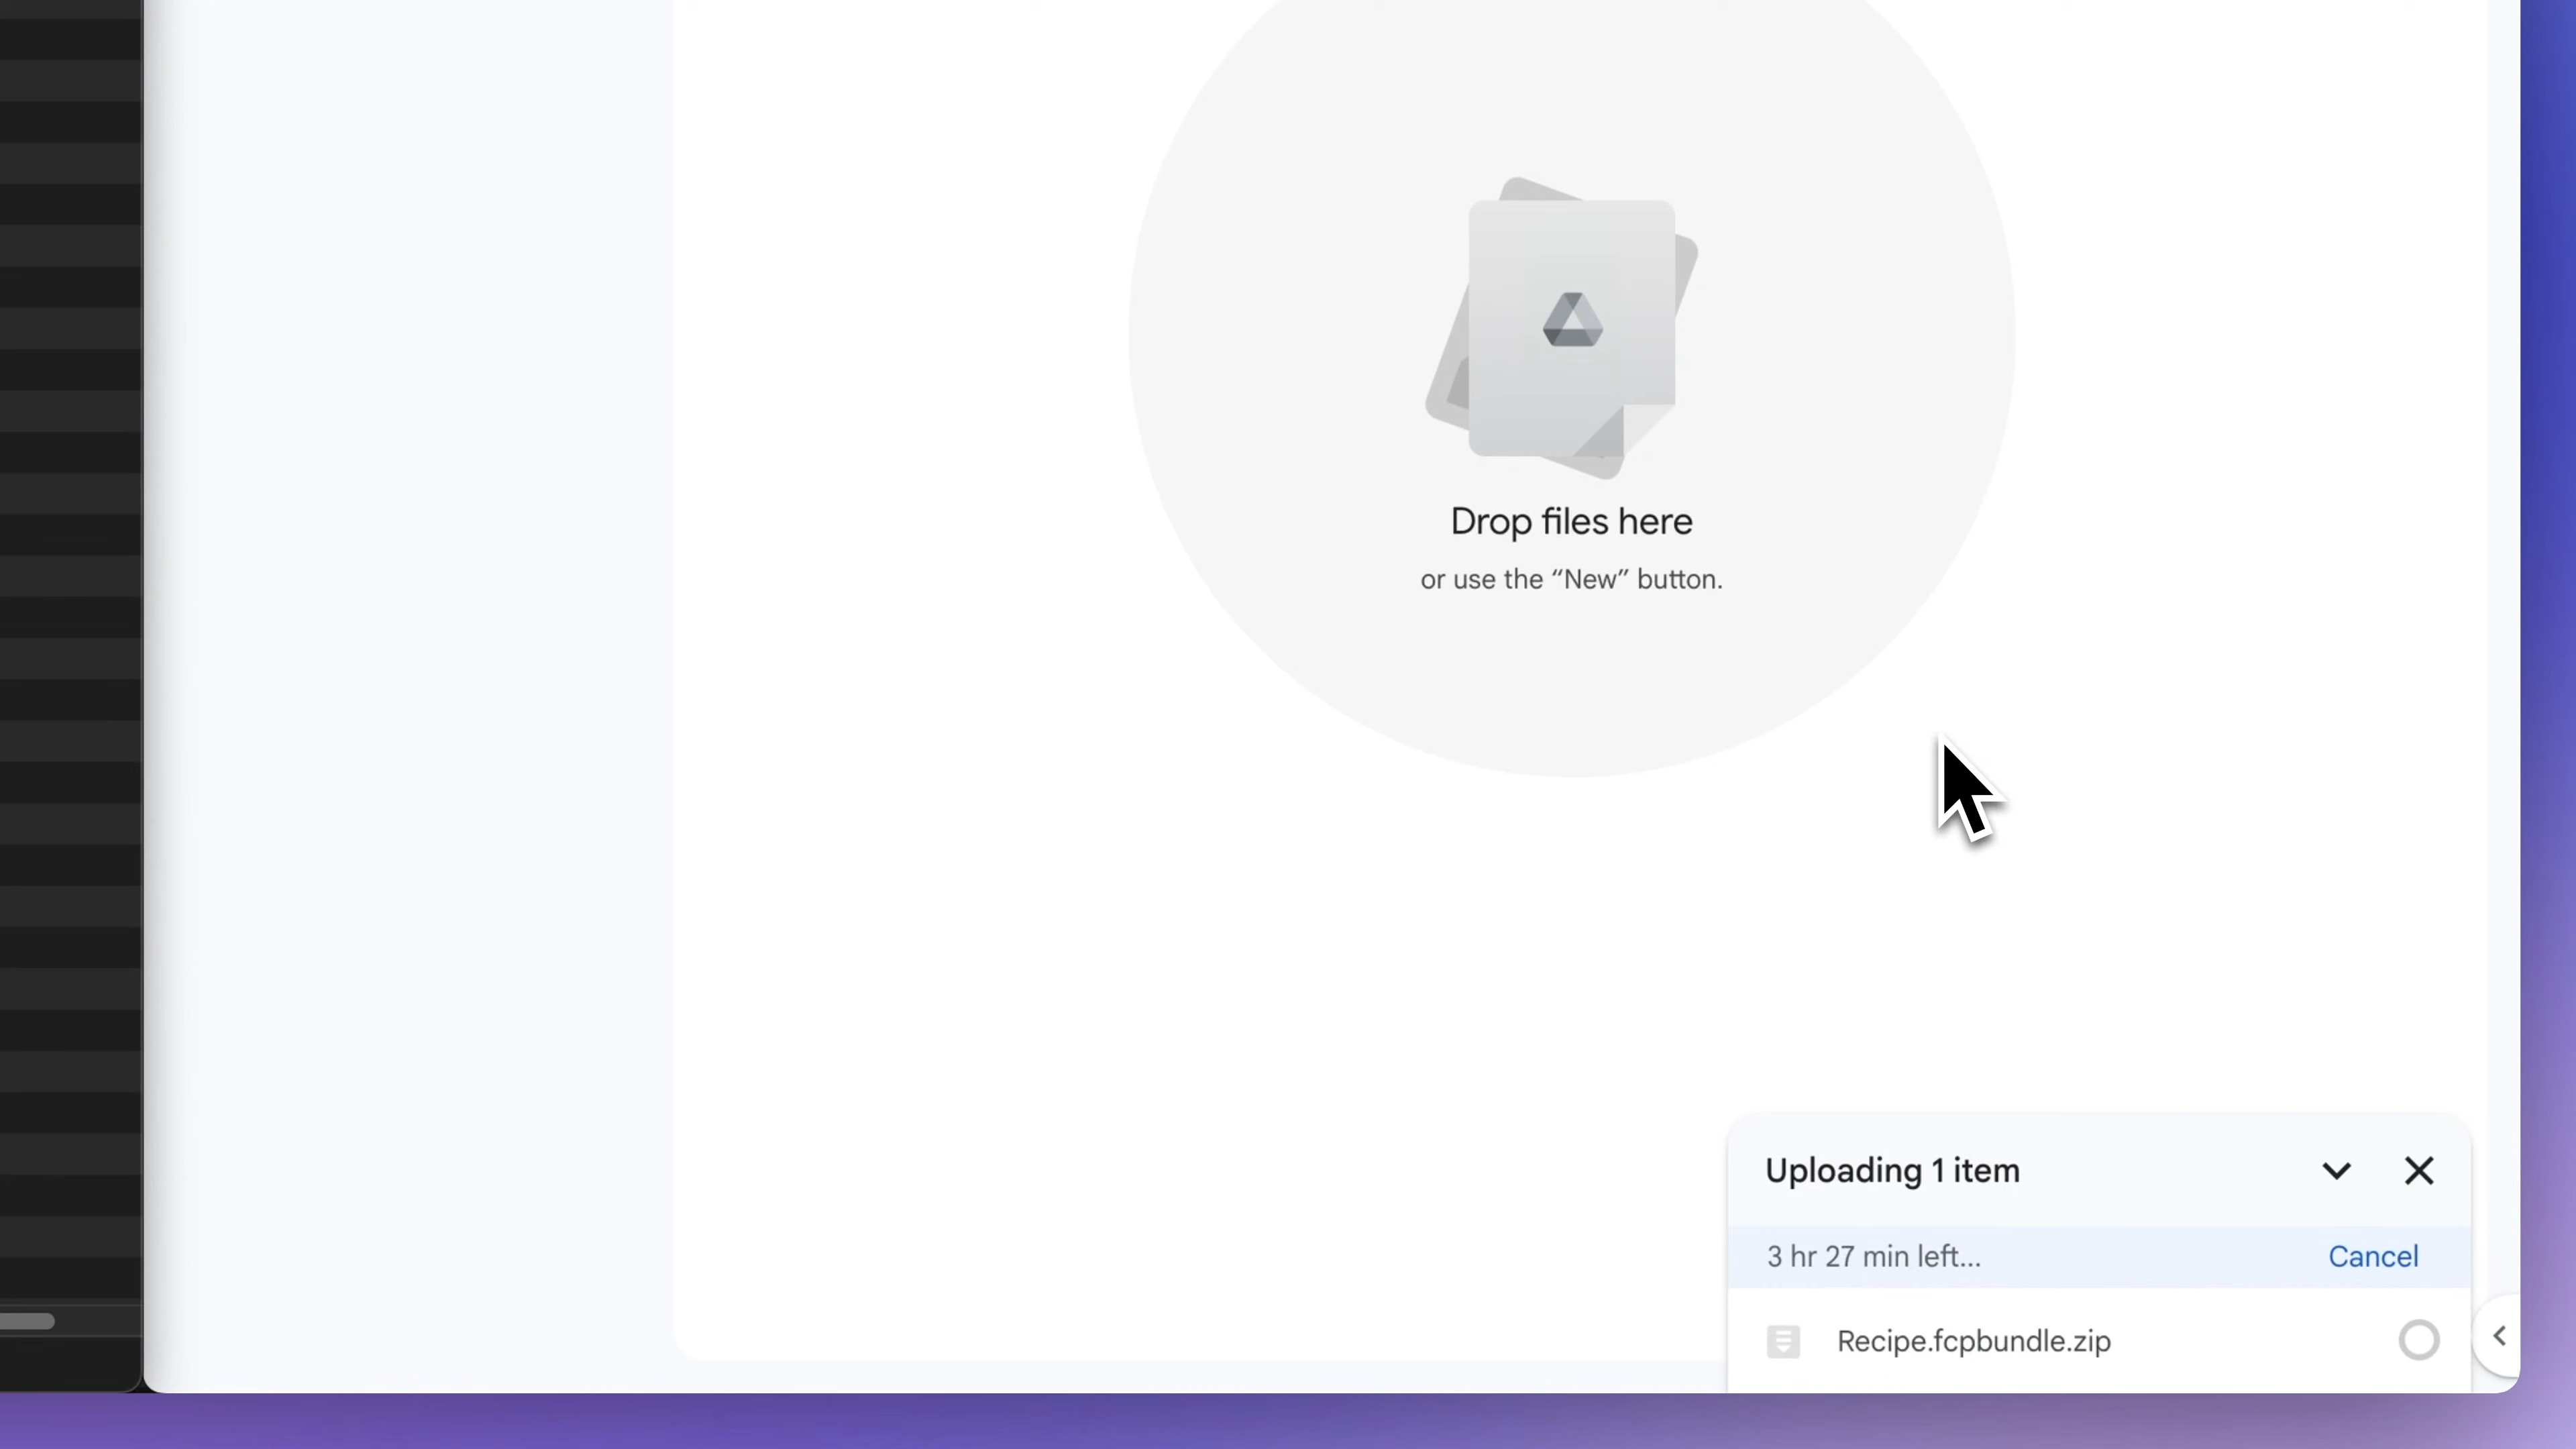 Drop files here
or use the “New” button.
Uploading 1 item
3 hr 27 min left...
Cancel
Recipe.fcpbundle.zip